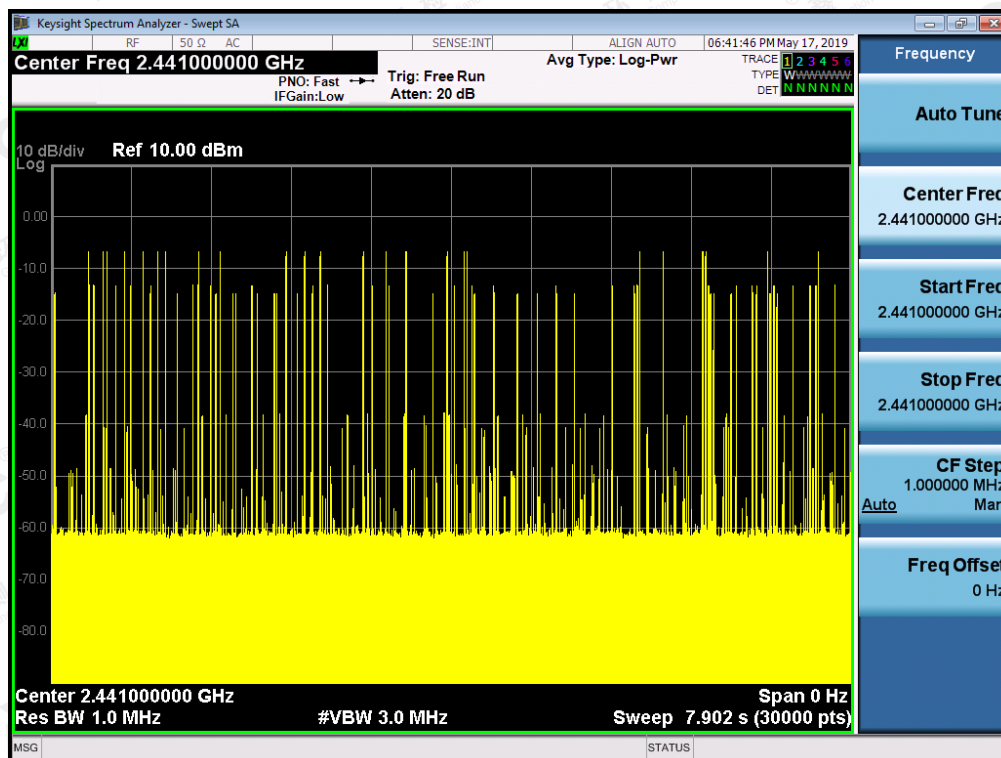 Keysight Spectrum Analyzer - Swept SA
LXI RF 50 Ω AC SENSE:INT ALIGN AUTO 06:41:46 PM May 17, 2019
Center Freq 2.441000000 GHz
PNO: Fast
IFGain:Low
Trig: Free Run
Atten: 20 dB
Avg Type: Log-Pwr
TRACE 1 2 3 4 5 6
TYPE WWWWWW
DET N N N N N N
10 dB/div Ref 10.00 dBm
Log
0.00
-10.0
-20.0
-30.0
-40.0
-50.0
-60.0
-70.0
-80.0
Center 2.441000000 GHz Span 0 Hz
Res BW 1.0 MHz #VBW 3.0 MHz Sweep 7.902 s (30000 pts)
MSG STATUS
Frequency
Auto Tune
Center Freq
2.441000000 GHz
Start Freq
2.441000000 GHz
Stop Freq
2.441000000 GHz
CF Step
1.000000 MHz
Auto Man
Freq Offset
0 Hz